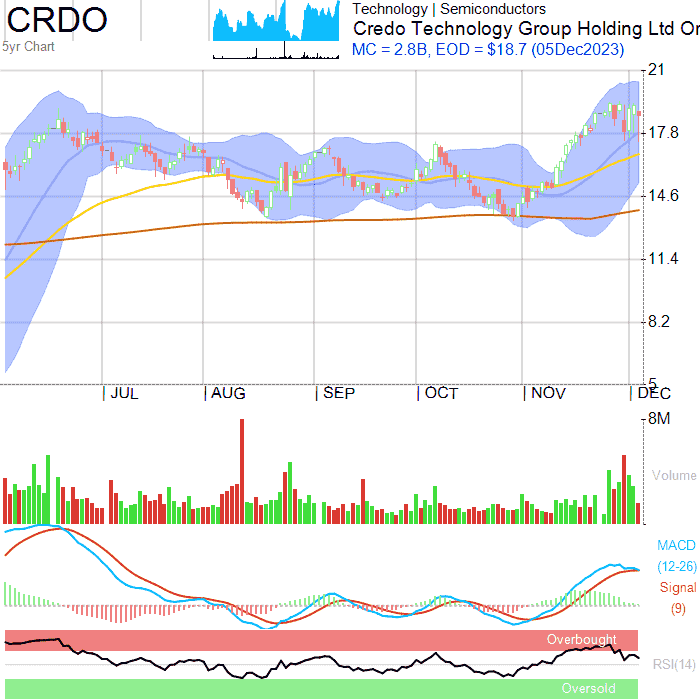 CRDO
5yr Chart
Technology | Semiconductors
Credo Technology Group Holding Ltd Or
MC = 2.8B, EOD = $18.7 (05Dec2023)
21
17.8
14.6
11.4
8.2
5
JUL
AUG
SEP
OCT
NOV
DEC
8M
Volume
MACD
(12-26)
Signal
(9)
Overbought
RSI(14)
Oversold